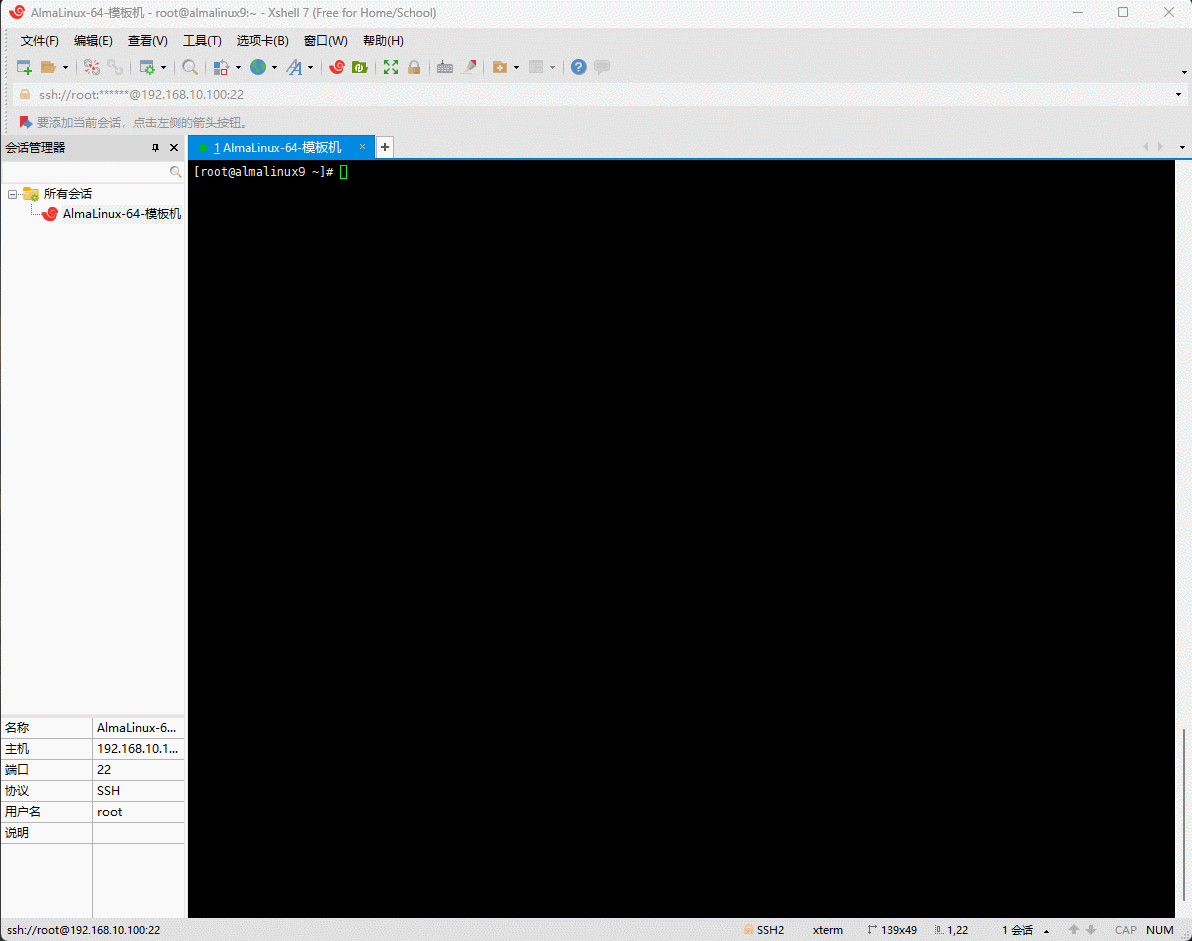 AlmaLinux-64-模板机 - root@almalinux9:~ - Xshell 7 (Free for Home/School)
文件(F) 编辑(E) 查看(V) 工具(T) 选项卡(B) 窗口(W) 帮助(H)
ssh://root:******@192.168.10.100:22
要添加当前会话，点击左侧的箭头按钮。
会话管理器
1 AlmaLinux-64-模板机
[root@almalinux9 ~]#
所有会话
AlmaLinux-64-模板机
名称 AlmaLinux-6...
主机 192.168.10.1...
端口 22
协议 SSH
用户名 root
说明
ssh://root@192.168.10.100:22 SSH2 xterm 139x49 1,22 1 会话 CAP NUM